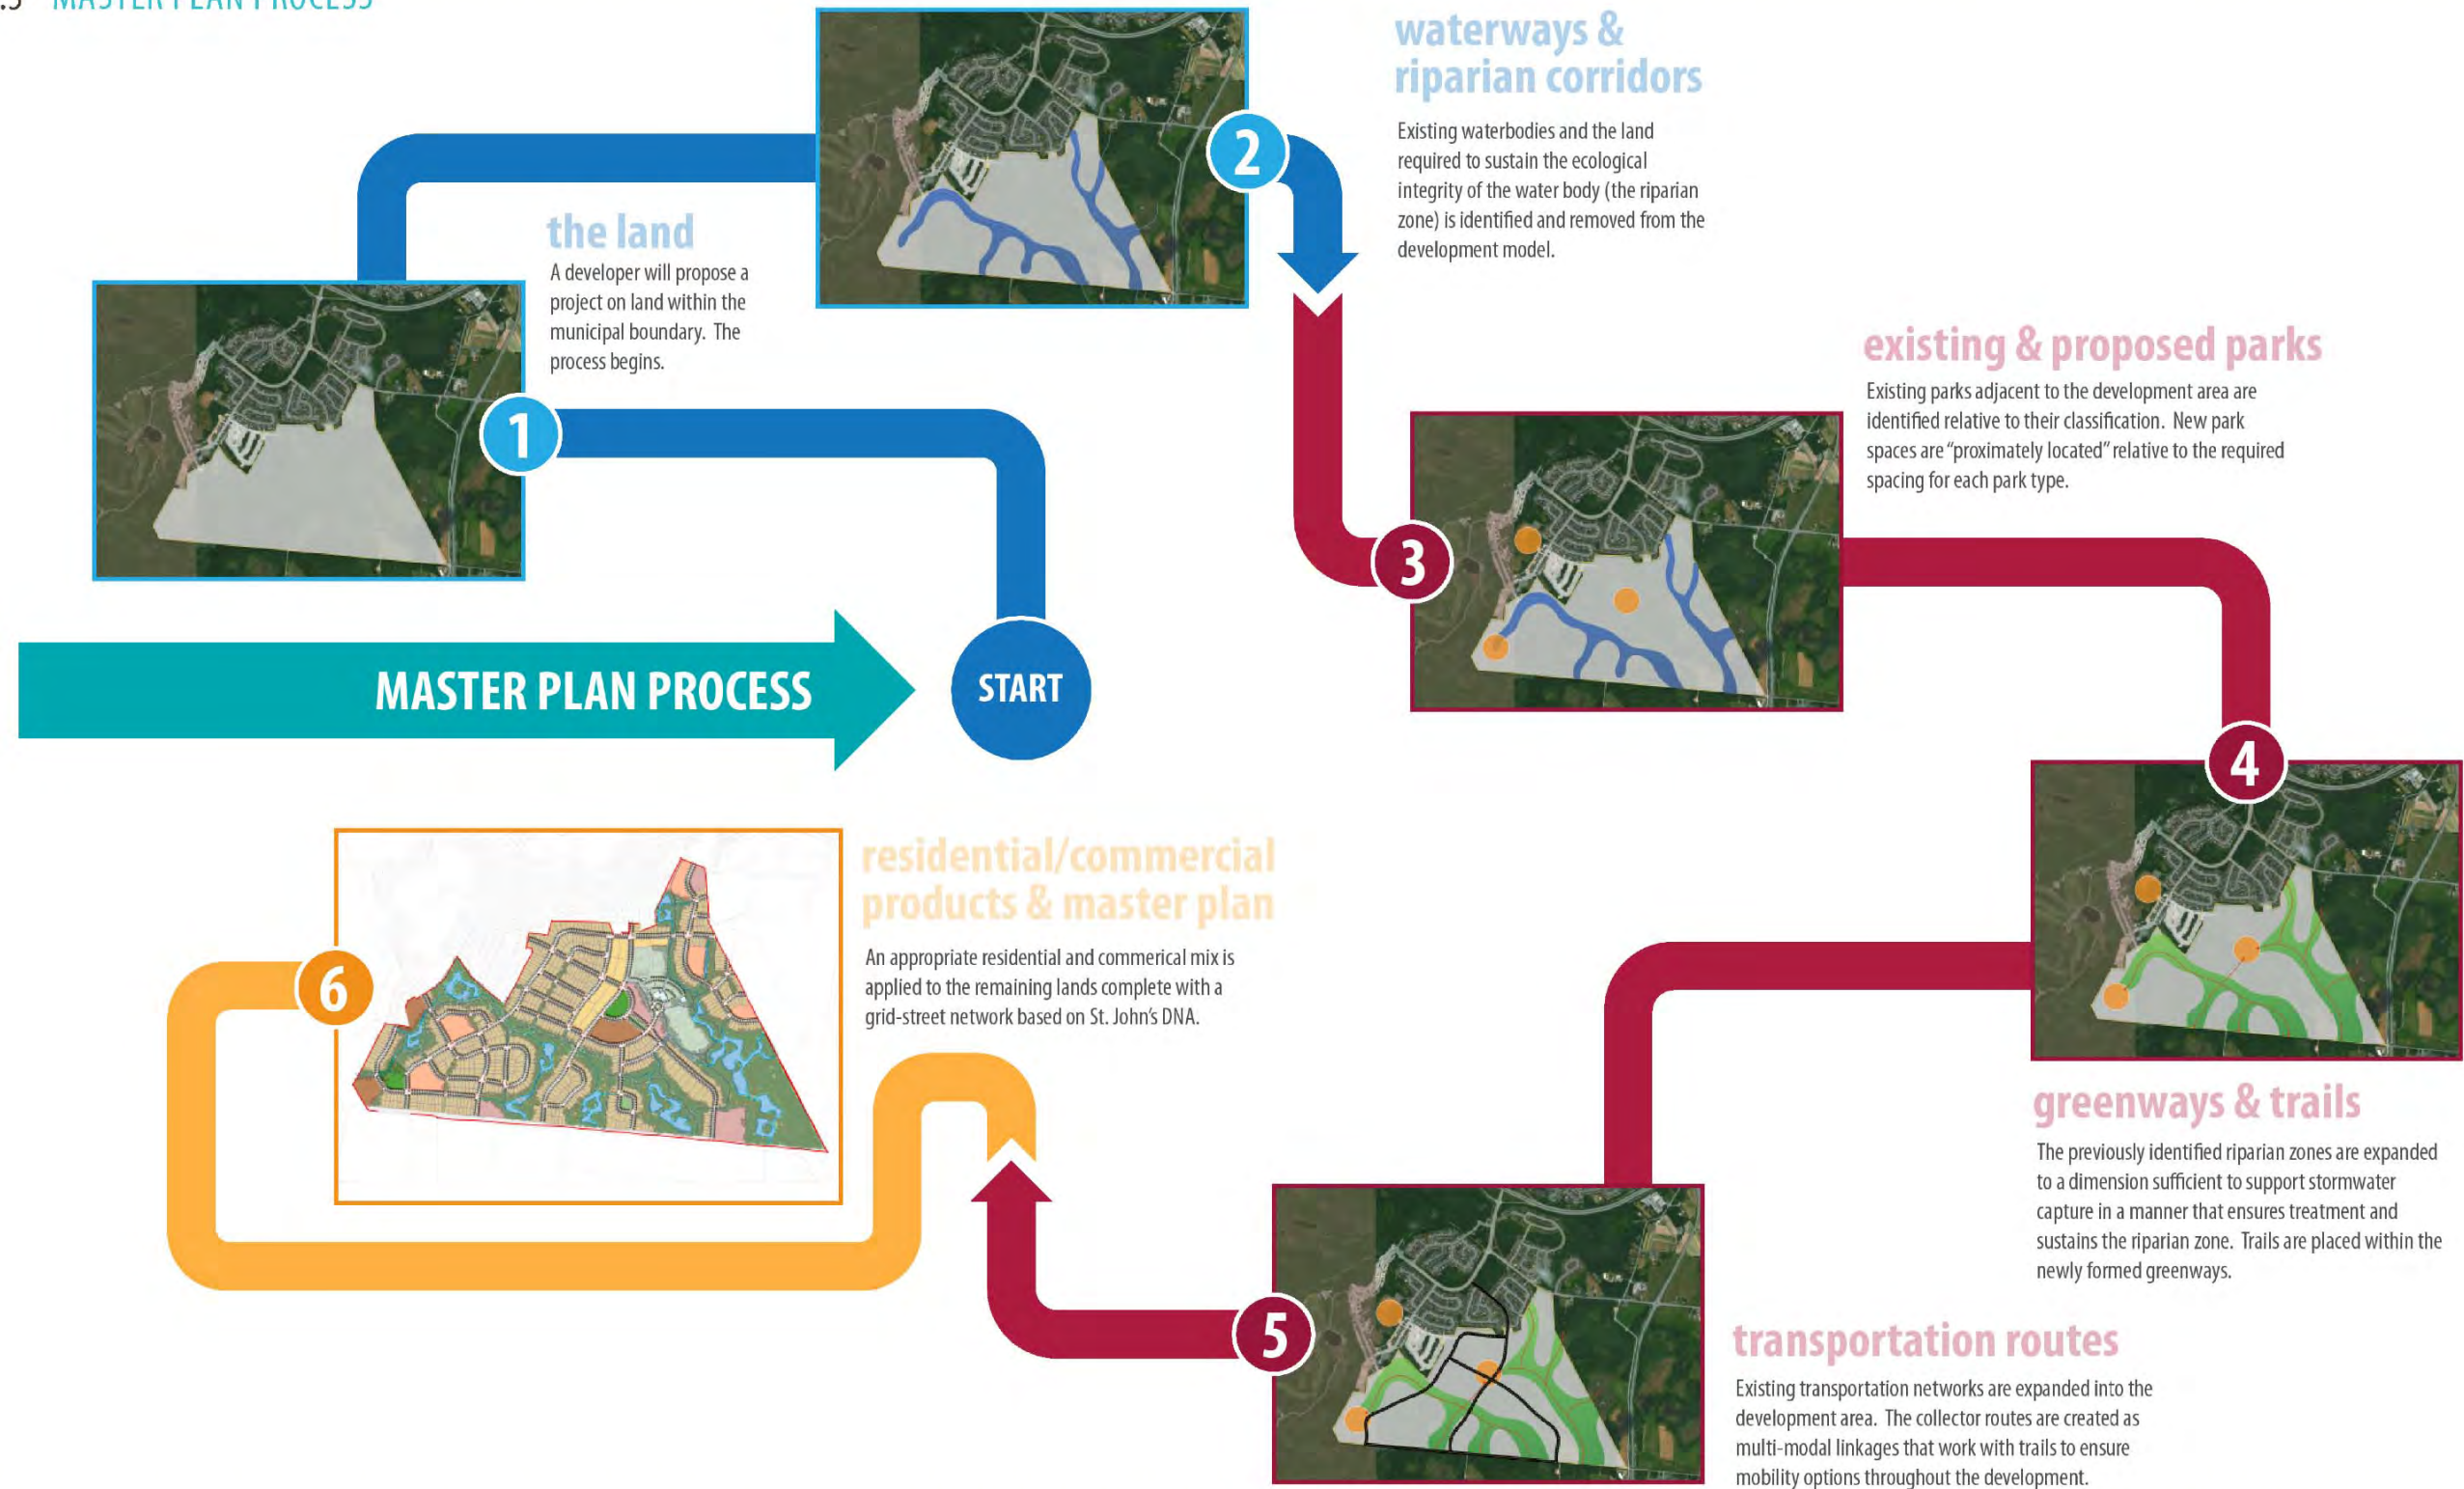 .5 MASTER PLAN PROCESS
MASTER PLAN PROCESS
START
1
the land
A developer will propose a
project on land within the
municipal boundary. The
process begins.
2
waterways &
riparian corridors
Existing waterbodies and the land
required to sustain the ecological
integrity of the water body (the riparian
zone) is identified and removed from the
development model.
3
existing & proposed parks
Existing parks adjacent to the development area are
identified relative to their classification. New park
spaces are “proximately located” relative to the required
spacing for each park type.
4
greenways & trails
The previously identified riparian zones are expanded
to a dimension sufficient to support stormwater
capture in a manner that ensures treatment and
sustains the riparian zone. Trails are placed within the
newly formed greenways.
5
transportation routes
Existing transportation networks are expanded into the
development area. The collector routes are created as
multi-modal linkages that work with trails to ensure
mobility options throughout the development.
6
residential/commercial
products & master plan
An appropriate residential and commerical mix is
applied to the remaining lands complete with a
grid-street network based on St. John’s DNA.